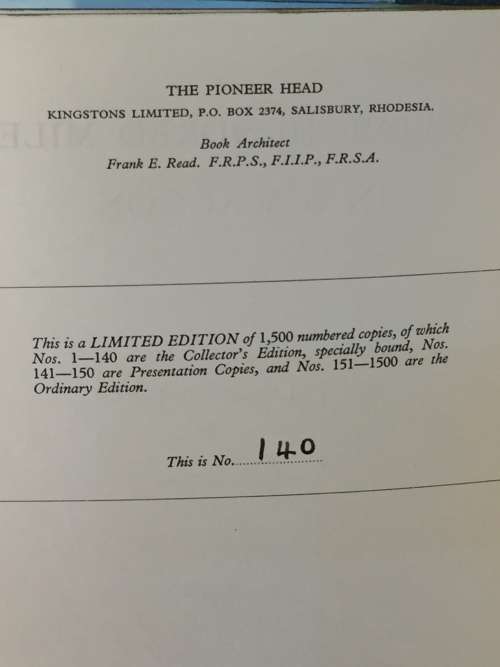 THE PIONEER HEAD
KINGSTONS LIMITED, P.O. BOX 2374, SALISBURY, RHODESIA.
Book Architect
Frank E. Read. F.R.P.S., F.I.I.P., F.R.S.A.
This is a LIMITED EDITION of 1,500 numbered copies, of which
Nos. 1—140 are the Collector's Edition, specially bound, Nos.
141—150 are Presentation Copies, and Nos. 151—1500 are the
Ordinary Edition.
This is No. 140